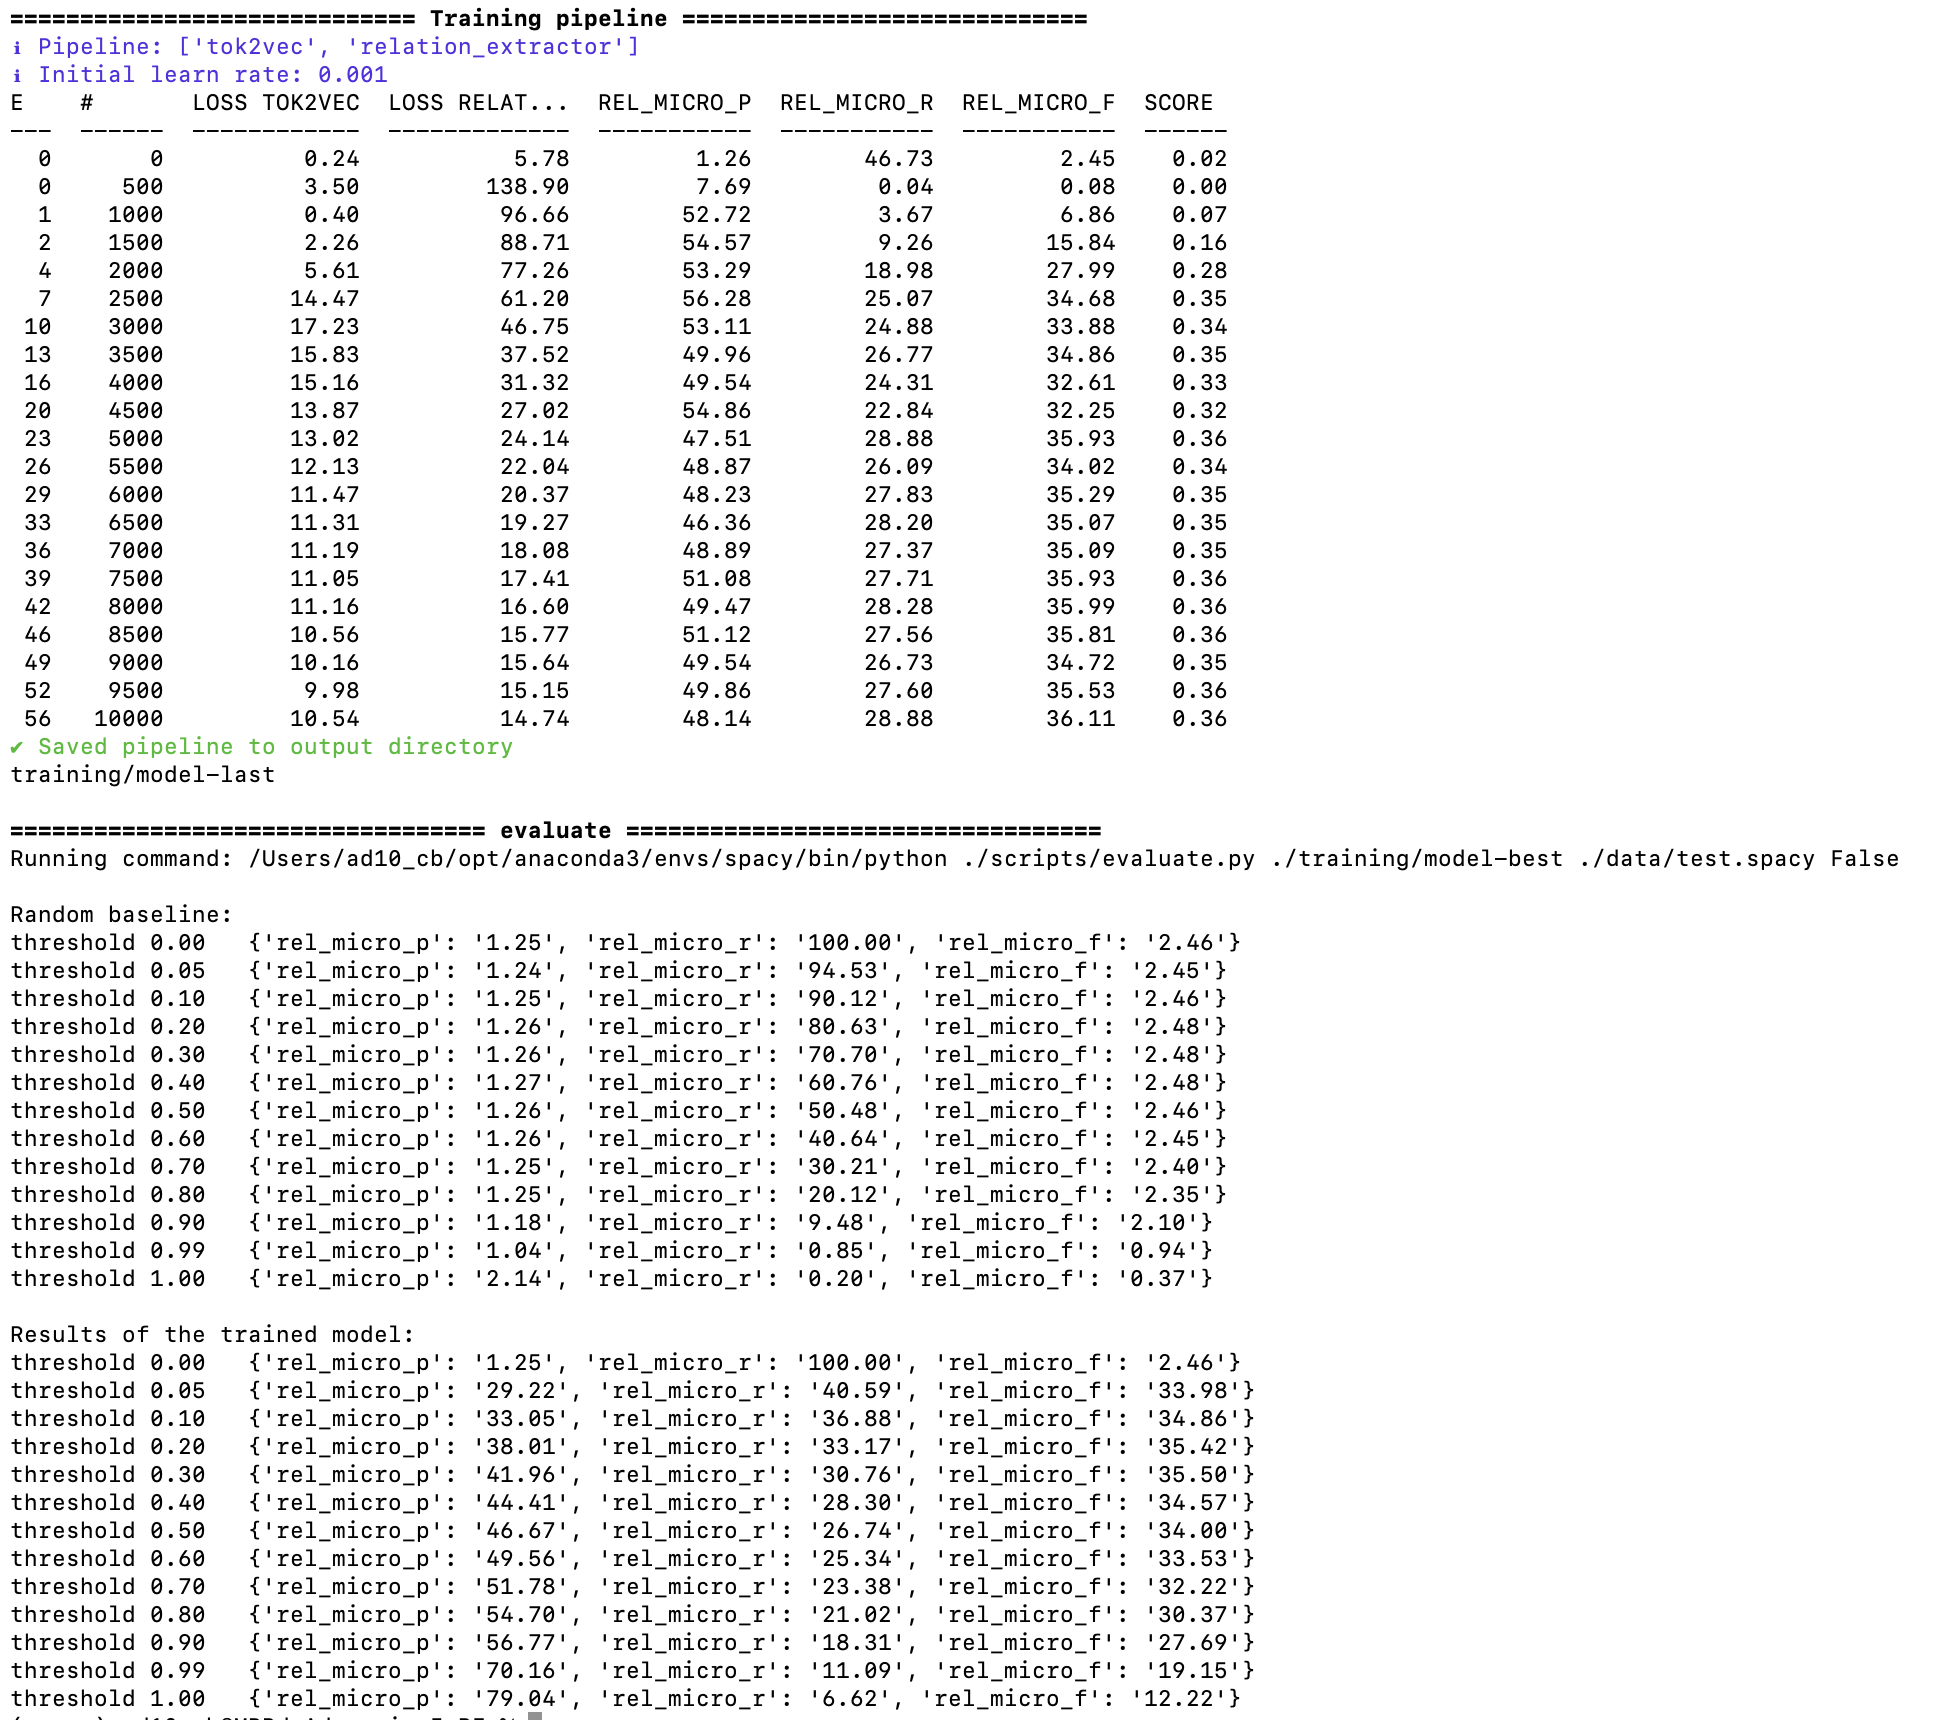 ============================= Training pipeline =============================
ℹ Pipeline: ['tok2vec', 'relation_extractor']
ℹ Initial learn rate: 0.001
E    #       LOSS TOK2VEC  LOSS RELAT...  REL_MICRO_P  REL_MICRO_R  REL_MICRO_F  SCORE
---  ------  ------------  -------------  -----------  -----------  -----------  ------
  0       0          0.24           5.78         1.26        46.73         2.45    0.02
  0     500          3.50         138.90         7.69         0.04         0.08    0.00
  1    1000          0.40          96.66        52.72         3.67         6.86    0.07
  2    1500          2.26          88.71        54.57         9.26        15.84    0.16
  4    2000          5.61          77.26        53.29        18.98        27.99    0.28
  7    2500         14.47          61.20        56.28        25.07        34.68    0.35
 10    3000         17.23          46.75        53.11        24.88        33.88    0.34
 13    3500         15.83          37.52        49.96        26.77        34.86    0.35
 16    4000         15.16          31.32        49.54        24.31        32.61    0.33
 20    4500         13.87          27.02        54.86        22.84        32.25    0.32
 23    5000         13.02          24.14        47.51        28.88        35.93    0.36
 26    5500         12.13          22.04        48.87        26.09        34.02    0.34
 29    6000         11.47          20.37        48.23        27.83        35.29    0.35
 33    6500         11.31          19.27        46.36        28.20        35.07    0.35
 36    7000         11.19          18.08        48.89        27.37        35.09    0.35
 39    7500         11.05          17.41        51.08        27.71        35.93    0.36
 42    8000         11.16          16.60        49.47        28.28        35.99    0.36
 46    8500         10.56          15.77        51.12        27.56        35.81    0.36
 49    9000         10.16          15.64        49.54        26.73        34.72    0.35
 52    9500          9.98          15.15        49.86        27.60        35.53    0.36
 56   10000         10.54          14.74        48.14        28.88        36.11    0.36
✔ Saved pipeline to output directory
training/model-last
================================== evaluate ==================================
Running command: /Users/ad10_cb/opt/anaconda3/envs/spacy/bin/python ./scripts/evaluate.py ./training/model-best ./data/test.spacy False
Random baseline:
threshold 0.00   {'rel_micro_p': '1.25', 'rel_micro_r': '100.00', 'rel_micro_f': '2.46'}
threshold 0.05   {'rel_micro_p': '1.24', 'rel_micro_r': '94.53', 'rel_micro_f': '2.45'}
threshold 0.10   {'rel_micro_p': '1.25', 'rel_micro_r': '90.12', 'rel_micro_f': '2.46'}
threshold 0.20   {'rel_micro_p': '1.26', 'rel_micro_r': '80.63', 'rel_micro_f': '2.48'}
threshold 0.30   {'rel_micro_p': '1.26', 'rel_micro_r': '70.70', 'rel_micro_f': '2.48'}
threshold 0.40   {'rel_micro_p': '1.27', 'rel_micro_r': '60.76', 'rel_micro_f': '2.48'}
threshold 0.50   {'rel_micro_p': '1.26', 'rel_micro_r': '50.48', 'rel_micro_f': '2.46'}
threshold 0.60   {'rel_micro_p': '1.26', 'rel_micro_r': '40.64', 'rel_micro_f': '2.45'}
threshold 0.70   {'rel_micro_p': '1.25', 'rel_micro_r': '30.21', 'rel_micro_f': '2.40'}
threshold 0.80   {'rel_micro_p': '1.25', 'rel_micro_r': '20.12', 'rel_micro_f': '2.35'}
threshold 0.90   {'rel_micro_p': '1.18', 'rel_micro_r': '9.48', 'rel_micro_f': '2.10'}
threshold 0.99   {'rel_micro_p': '1.04', 'rel_micro_r': '0.85', 'rel_micro_f': '0.94'}
threshold 1.00   {'rel_micro_p': '2.14', 'rel_micro_r': '0.20', 'rel_micro_f': '0.37'}
Results of the trained model:
threshold 0.00   {'rel_micro_p': '1.25', 'rel_micro_r': '100.00', 'rel_micro_f': '2.46'}
threshold 0.05   {'rel_micro_p': '29.22', 'rel_micro_r': '40.59', 'rel_micro_f': '33.98'}
threshold 0.10   {'rel_micro_p': '33.05', 'rel_micro_r': '36.88', 'rel_micro_f': '34.86'}
threshold 0.20   {'rel_micro_p': '38.01', 'rel_micro_r': '33.17', 'rel_micro_f': '35.42'}
threshold 0.30   {'rel_micro_p': '41.96', 'rel_micro_r': '30.76', 'rel_micro_f': '35.50'}
threshold 0.40   {'rel_micro_p': '44.41', 'rel_micro_r': '28.30', 'rel_micro_f': '34.57'}
threshold 0.50   {'rel_micro_p': '46.67', 'rel_micro_r': '26.74', 'rel_micro_f': '34.00'}
threshold 0.60   {'rel_micro_p': '49.56', 'rel_micro_r': '25.34', 'rel_micro_f': '33.53'}
threshold 0.70   {'rel_micro_p': '51.78', 'rel_micro_r': '23.38', 'rel_micro_f': '32.22'}
threshold 0.80   {'rel_micro_p': '54.70', 'rel_micro_r': '21.02', 'rel_micro_f': '30.37'}
threshold 0.90   {'rel_micro_p': '56.77', 'rel_micro_r': '18.31', 'rel_micro_f': '27.69'}
threshold 0.99   {'rel_micro_p': '70.16', 'rel_micro_r': '11.09', 'rel_micro_f': '19.15'}
threshold 1.00   {'rel_micro_p': '79.04', 'rel_micro_r': '6.62', 'rel_micro_f': '12.22'}